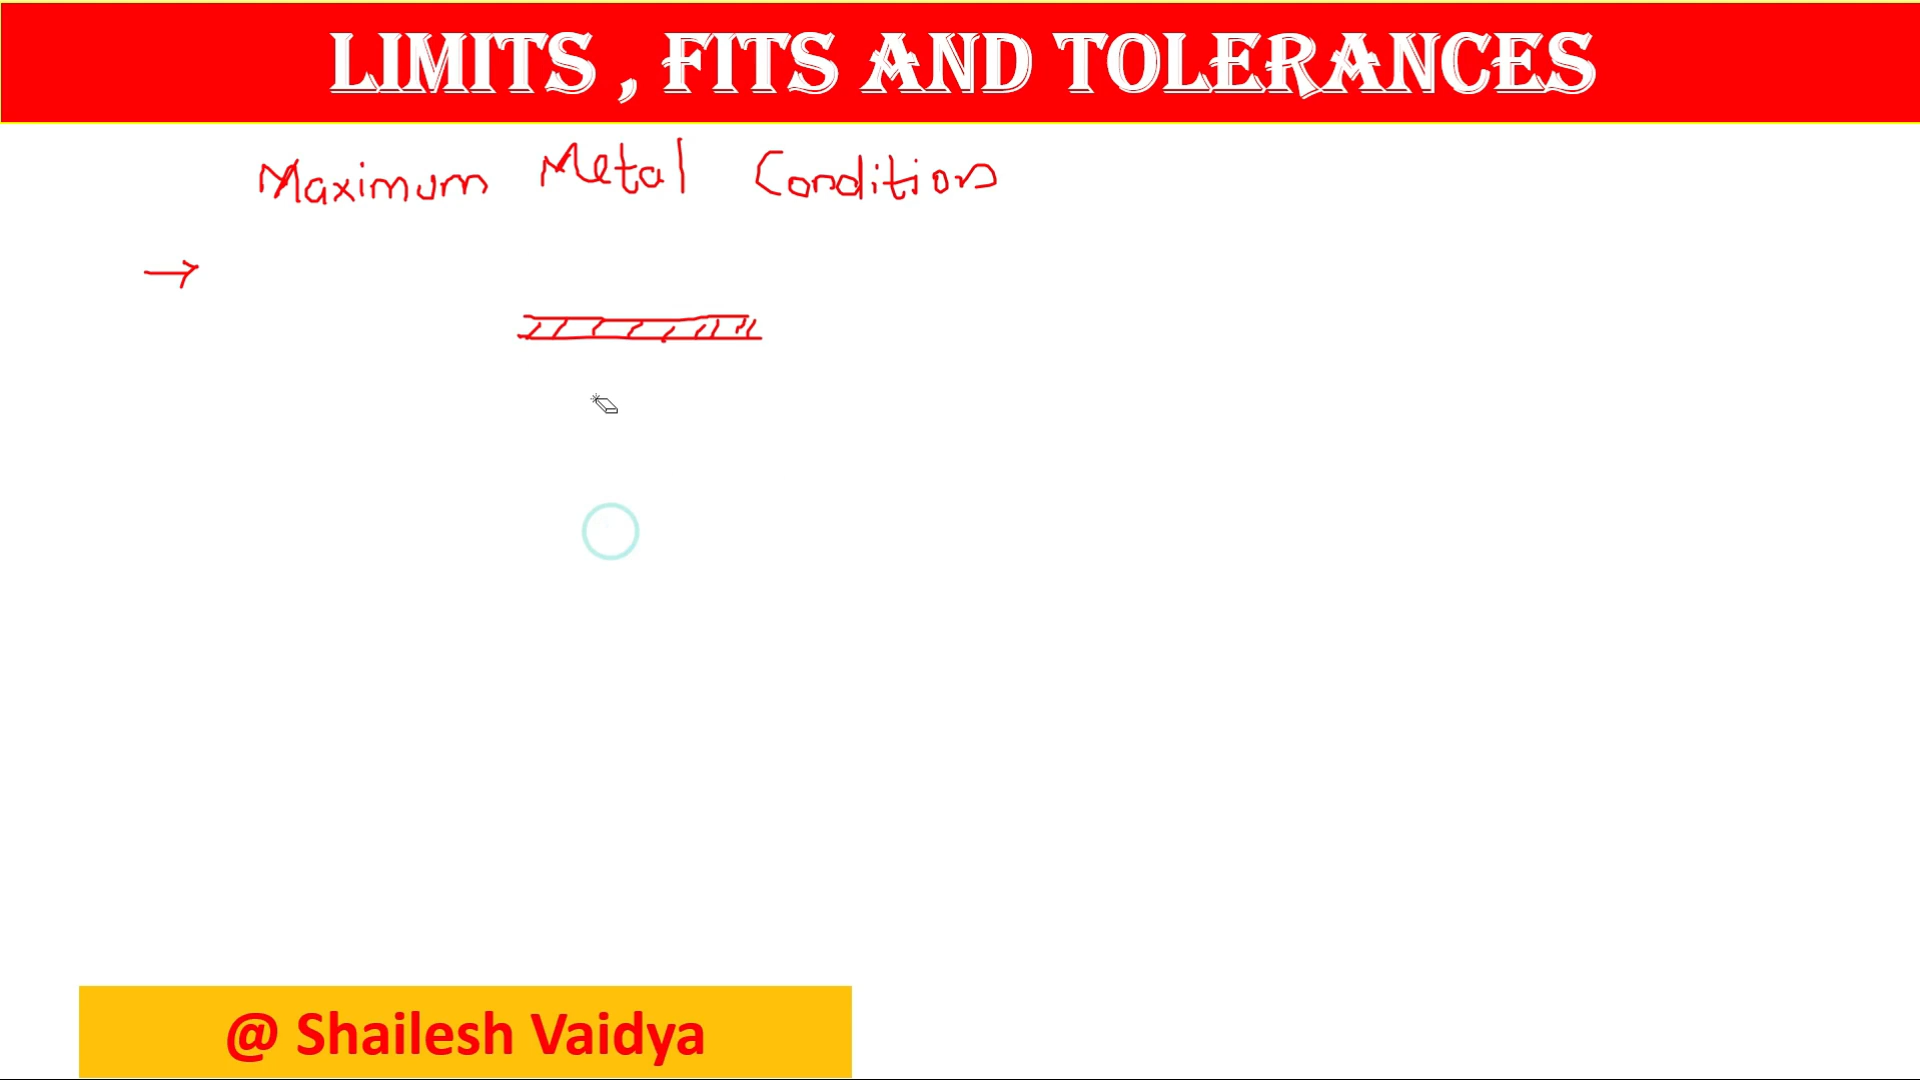 LIMITS , FITS AND TOLERANCES
Maximum Metal Condition
→
@ Shailesh Vaidya